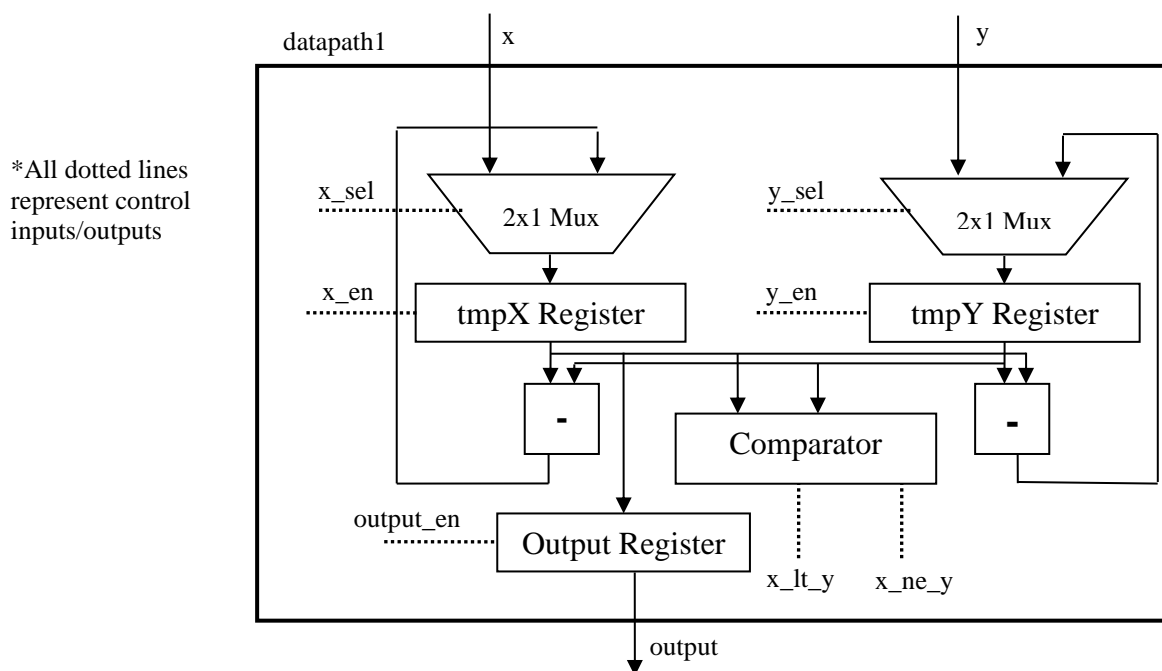 datapath1
x
y
*All dotted lines
represent control
inputs/outputs
x_sel
2x1 Mux
y_sel
2x1 Mux
x_en
tmpX Register
y_en
tmpY Register
-
Comparator
-
output_en
Output Register
x_lt_y
x_ne_y
output